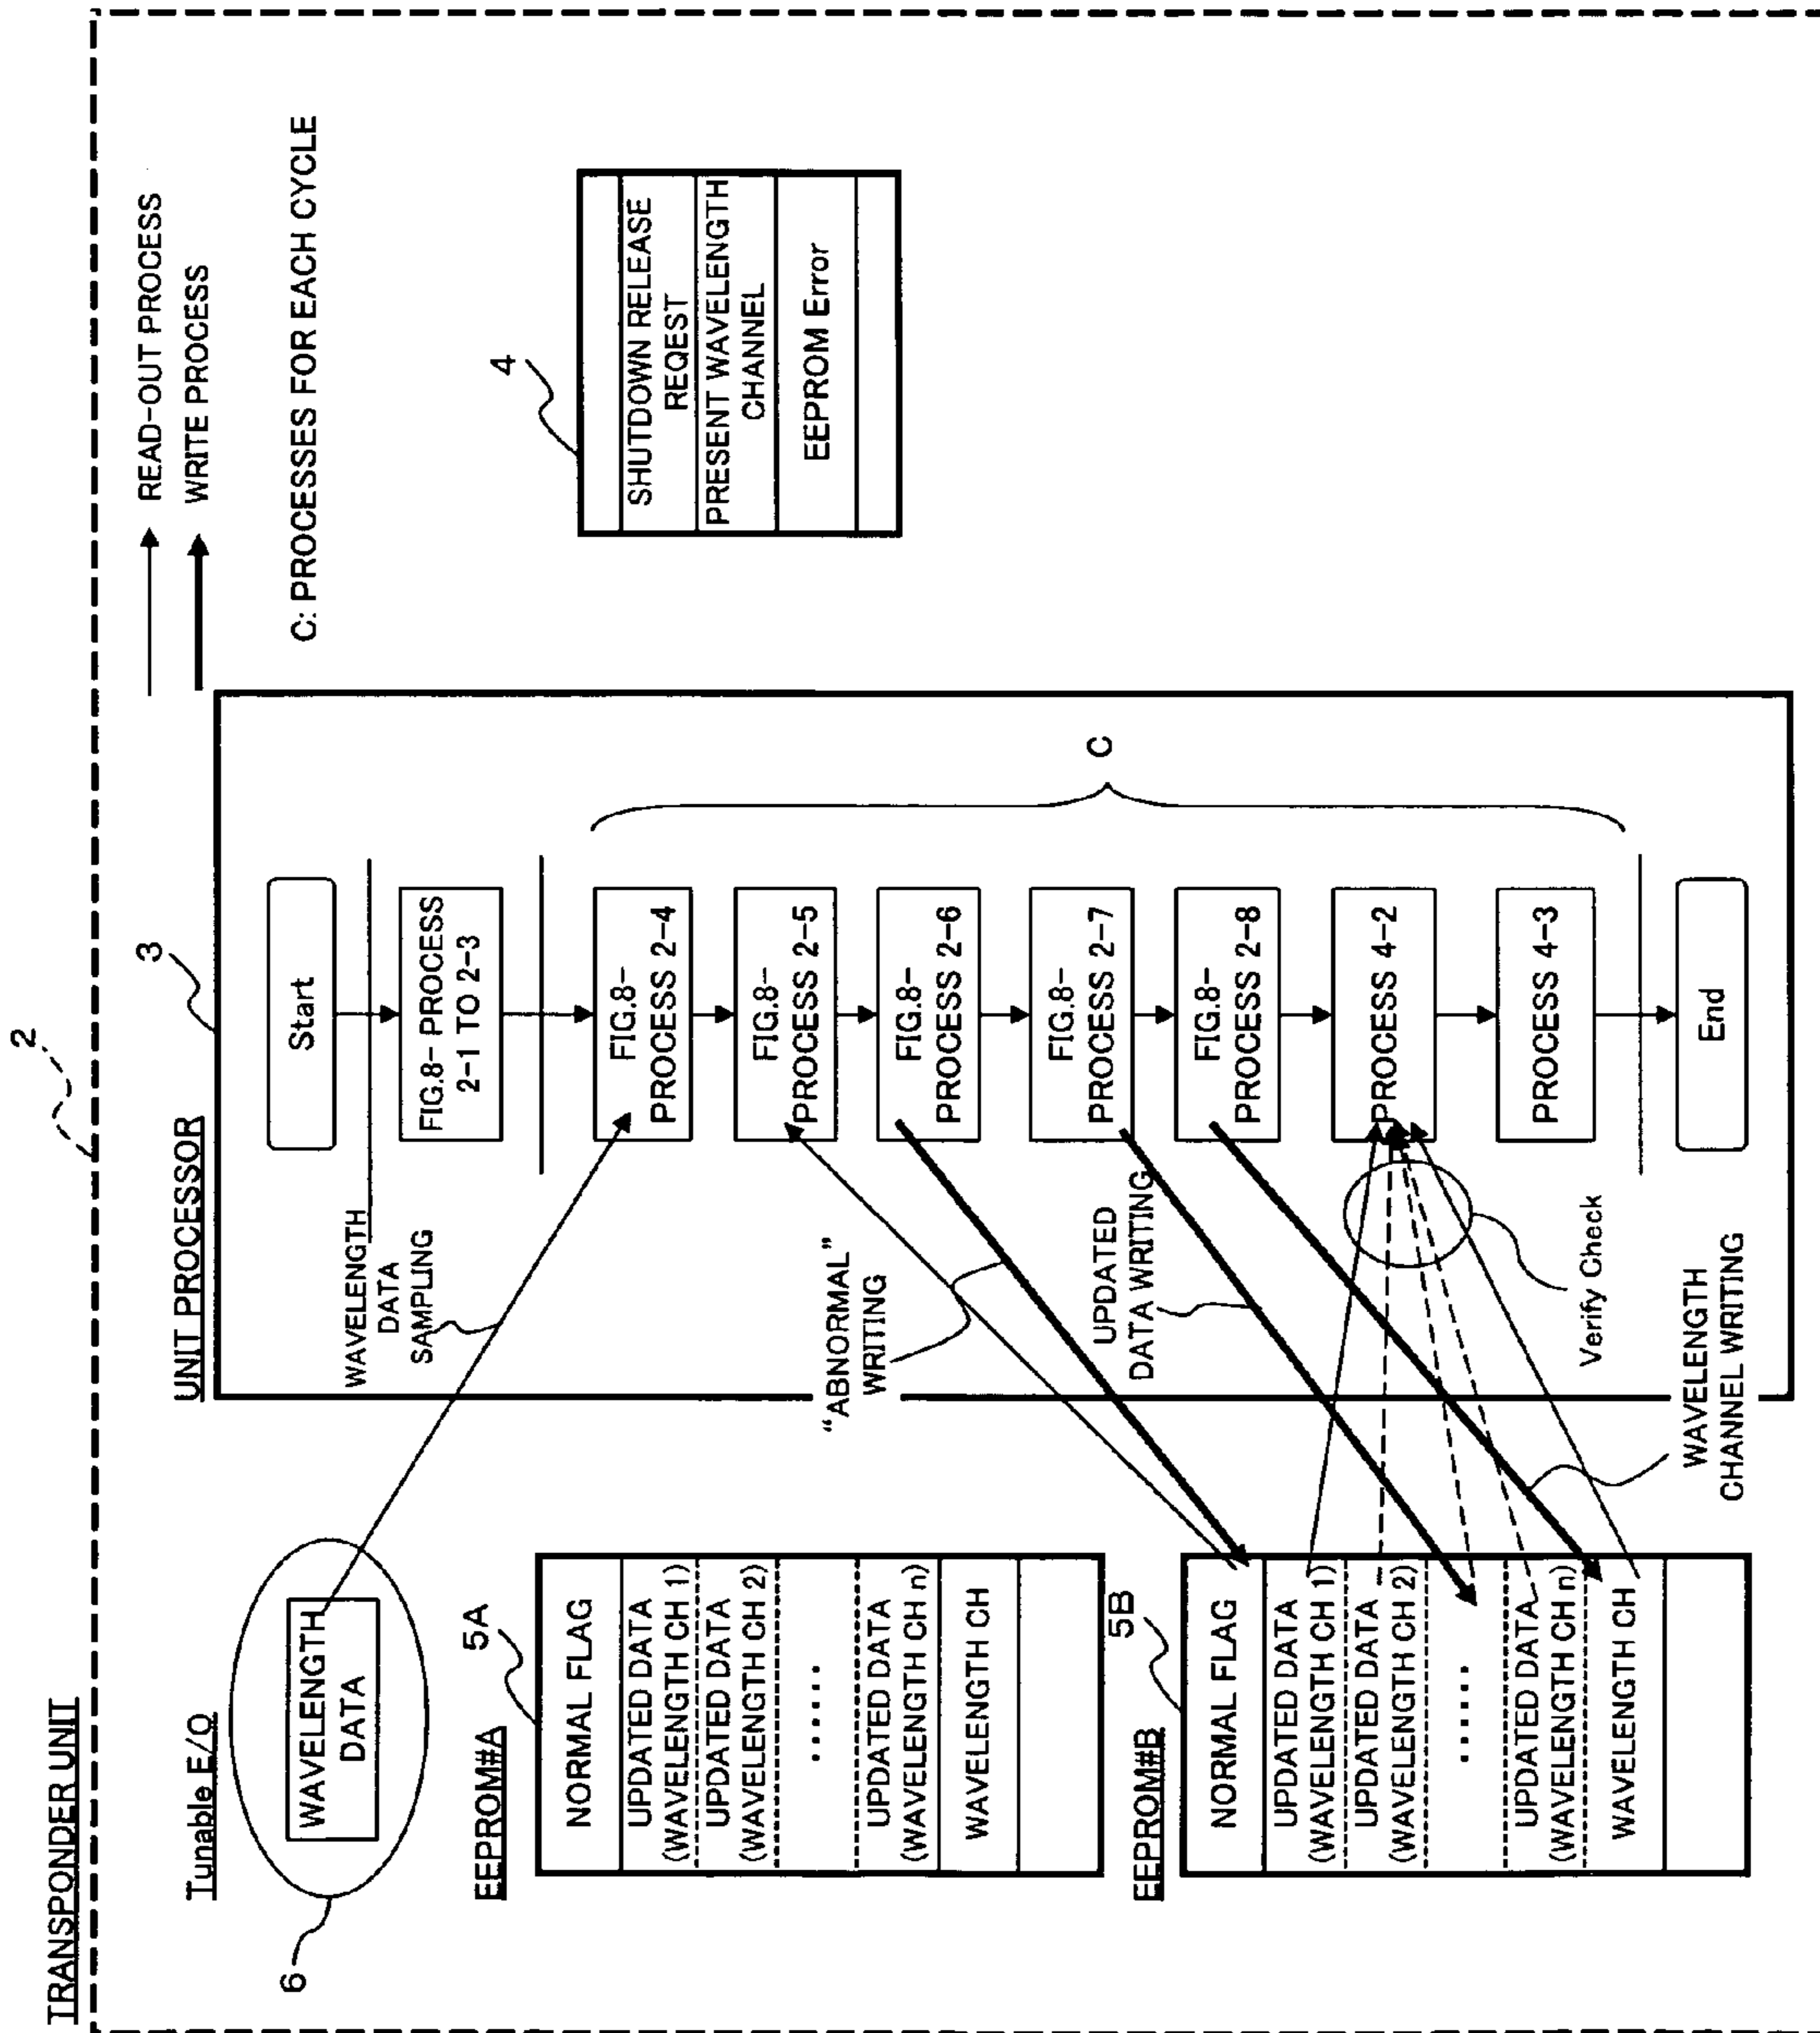 TRANSPONDER UNIT
2
READ-OUT PROCESS
WRITE PROCESS
C: PROCESSES FOR EACH CYCLE
Tunable E/O
6
WAVELENGTH
DATA
EEPROM#A
5A
NORMAL FLAG
UPDATED DATA
(WAVELENGTH CH 1)
UPDATED DATA
(WAVELENGTH CH 2)
......
UPDATED DATA
(WAVELENGTH CH n)
WAVELENGTH CH
EEPROM#B
5B
NORMAL FLAG
UPDATED DATA
(WAVELENGTH CH 1)
UPDATED DATA
(WAVELENGTH CH 2)
......
UPDATED DATA
(WAVELENGTH CH n)
WAVELENGTH CH
UNIT PROCESSOR
3
Start
WAVELENGTH
DATA
SAMPLING
FIG.8- PROCESS
2-1 TO 2-3
FIG.8-
PROCESS 2-4
FIG.8-
PROCESS 2-5
"ABNORMAL"
WRITING
FIG.8-
PROCESS 2-6
FIG.8-
PROCESS 2-7
UPDATED
DATA WRITING
FIG.8-
PROCESS 2-8
PROCESS 4-2
Verify Check
PROCESS 4-3
WAVELENGTH
CHANNEL WRITING
End
C
4
SHUTDOWN RELEASE
REQEST
PRESENT WAVELENGTH
CHANNEL
EEPROM Error